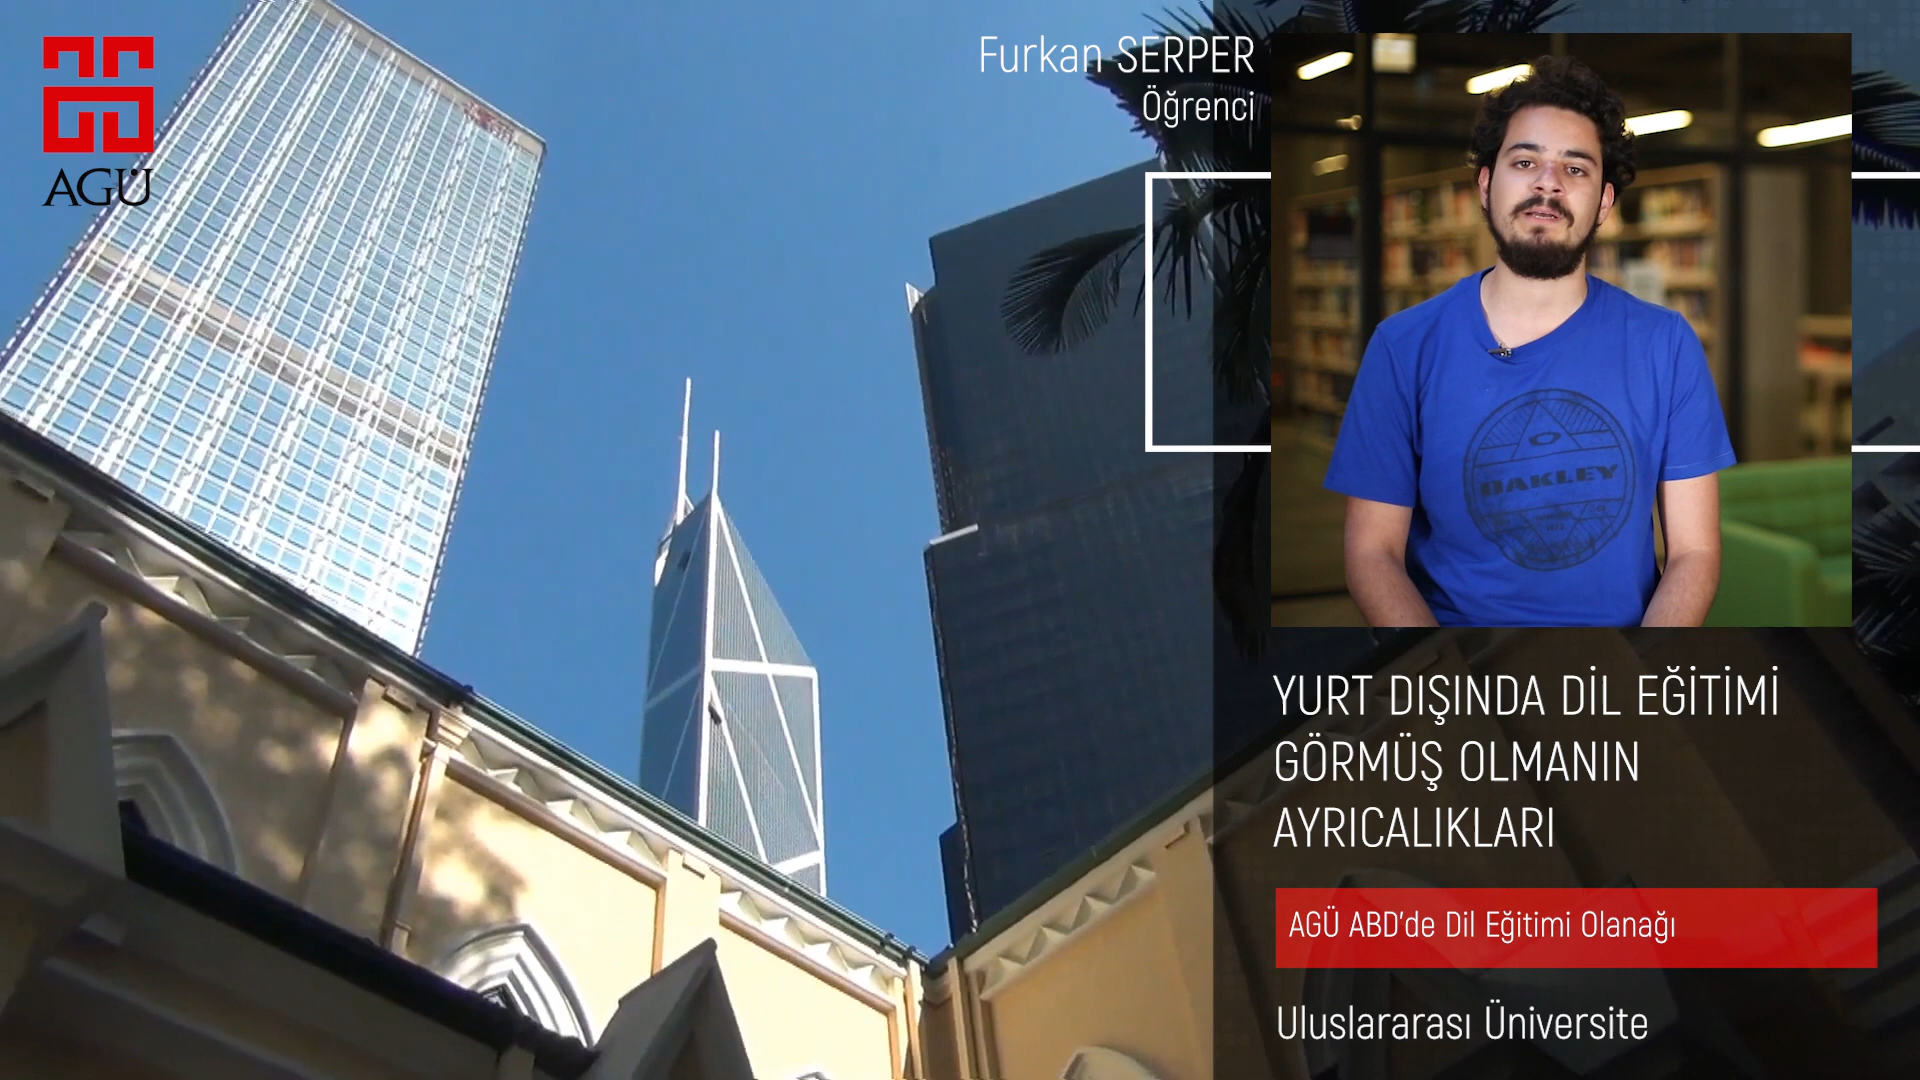 AGÜ
Furkan SERPER
Öğrenci
OAKLEY
YURT DIŞINDA DİL EĞİTİMİ
GÖRMÜŞ OLMANIN
AYRICALIKLARI
AGÜ ABD'de Dil Eğitimi Olanağı
Uluslararası Üniversite